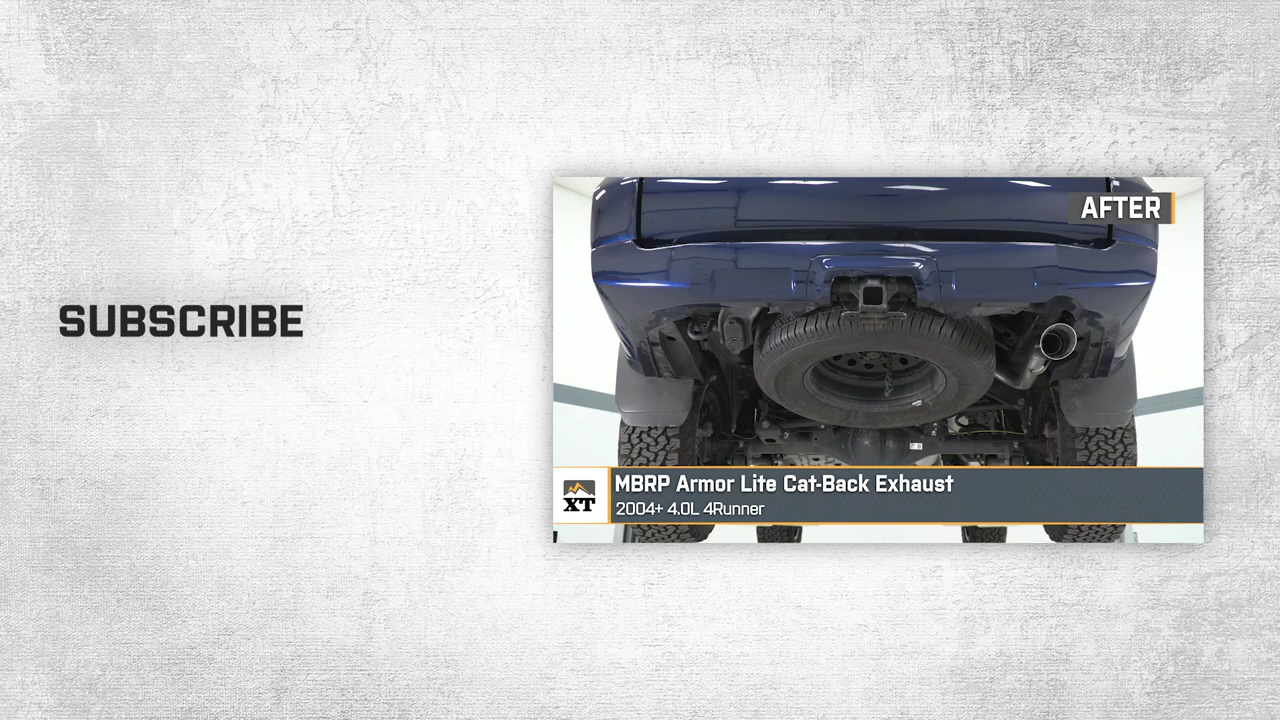 SUBSCRIBE
AFTER
MBRP Armor Lite Cat-Back Exhaust
2004+ 4.0L 4Runner
XT